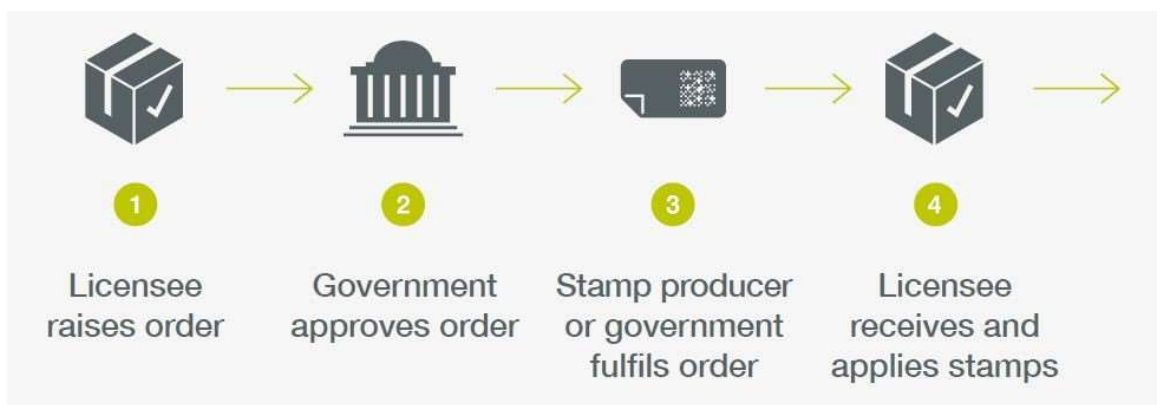 1
Licensee
raises order
2
Government
approves order
3
Stamp producer
or government
fulfils order
4
Licensee
receives and
applies stamps